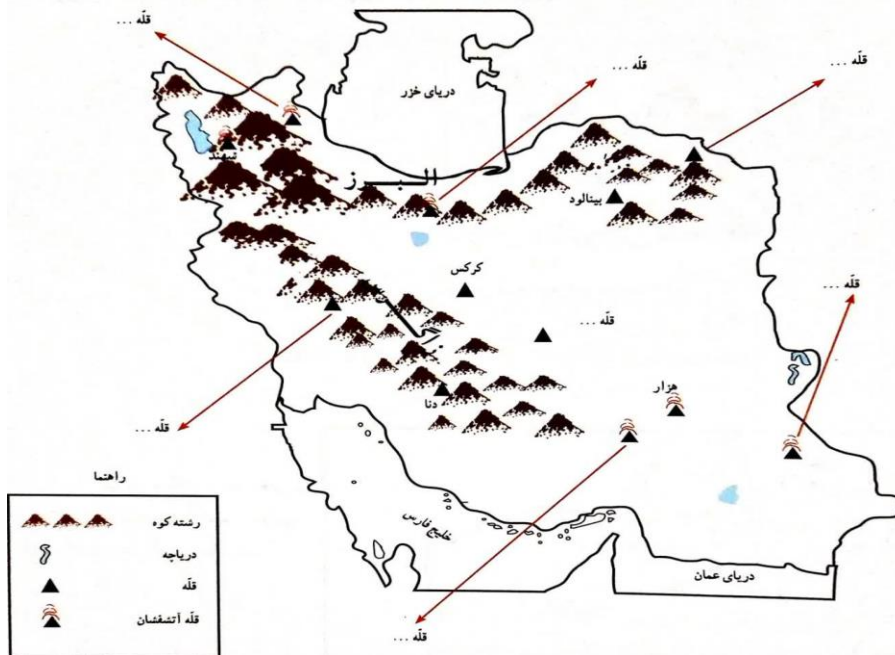 قلّه ...
قلّه ...
قلّه ...
دریای خزر
سهند
البرز
بینالود
کرکس
قلّه ...
قلّه ...
هزار
دنا
قلّه ...
خلیج فارس
دریای عمان
قلّه ...
راهنما
رشته کوه
دریاچه
قلّه
قلّه آتشفشان